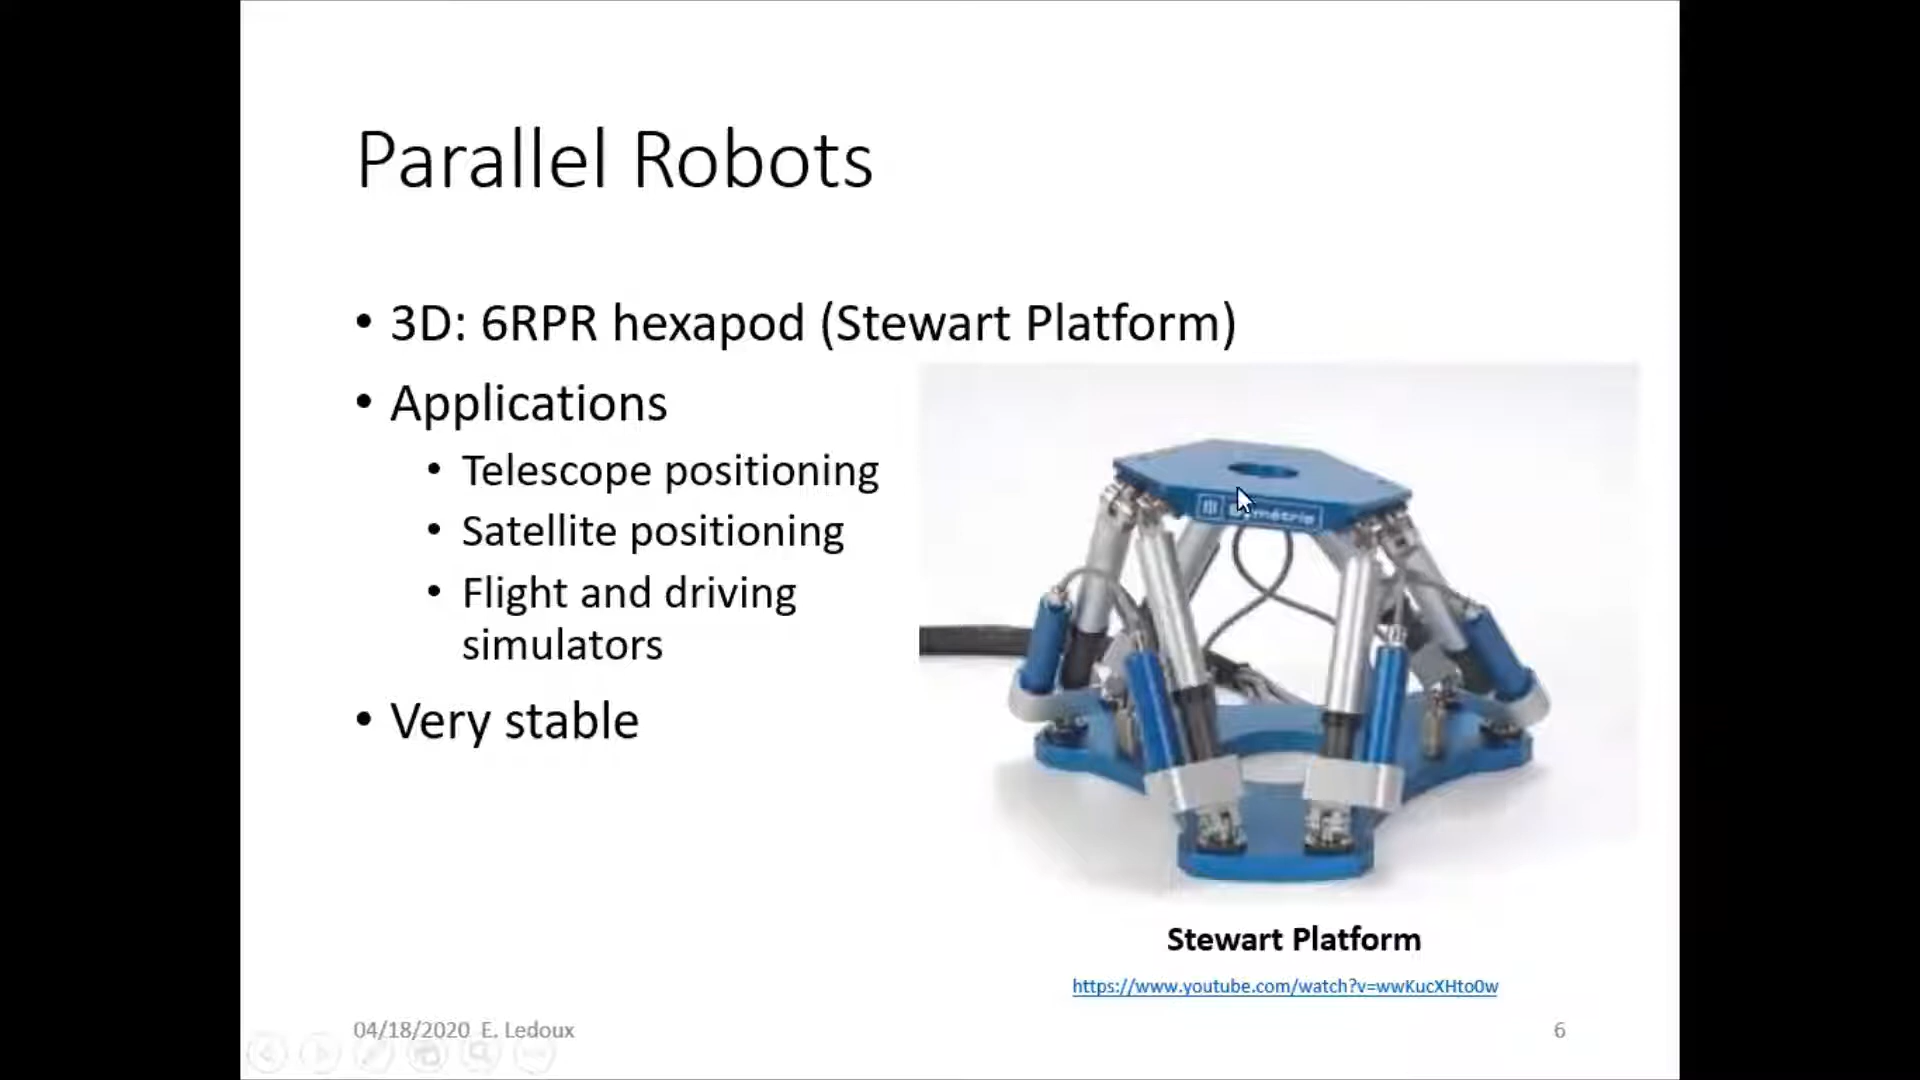 Parallel Robots
• 3D: 6RPR hexapod (Stewart Platform)
• Applications
• Telescope positioning
• Satellite positioning
• Flight and driving
simulators
• Very stable
Stewart Platform
https://www.youtube.com/watch?v=wwKucXHto0w
04/18/2020 E. Ledoux
6